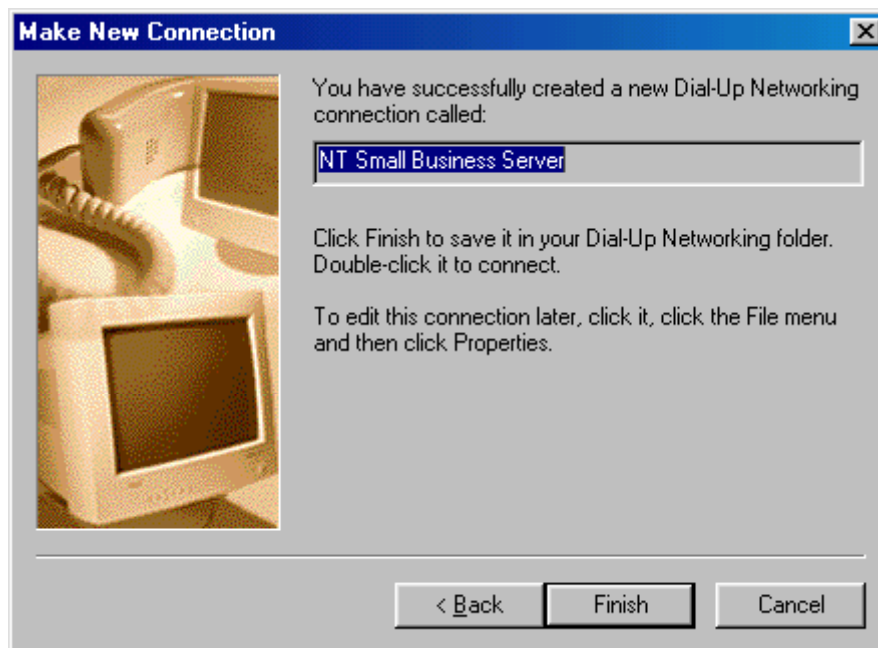 Make New Connection
You have successfully created a new Dial-Up Networking
connection called:
NT Small Business Server
Click Finish to save it in your Dial-Up Networking folder.
Double-click it to connect.
To edit this connection later, click it, click the File menu
and then click Properties.
< Back
Finish
Cancel